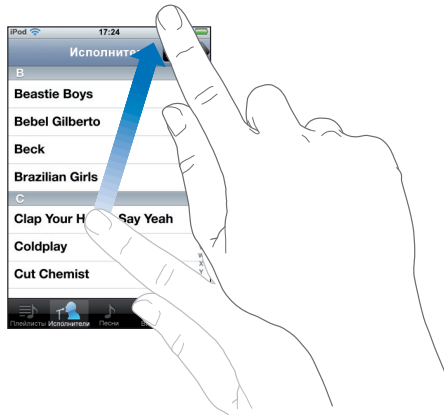 iPod 17:24
Исполните
B
Beastie Boys
Bebel Gilberto
Beck
Brazilian Girls
C
Clap Your H Say Yeah
Coldplay
X
Y
Cut Chemist
Плейлисты Исполнители Песни